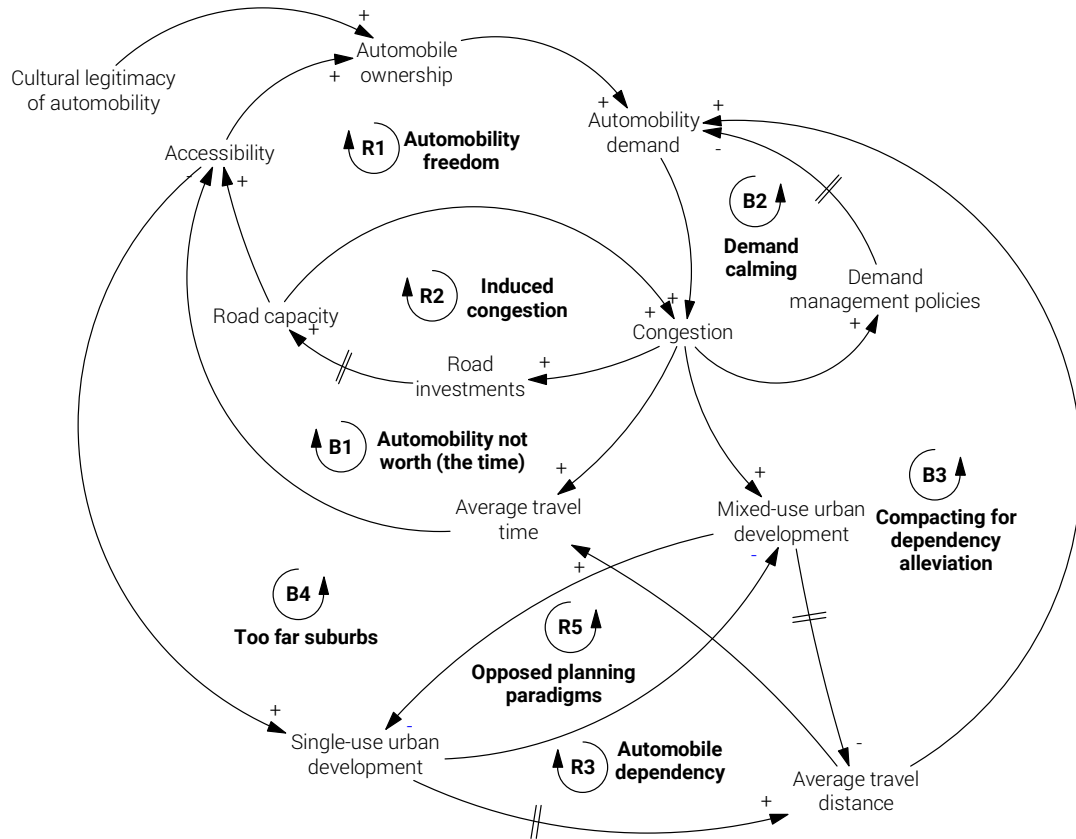 +
Automobile
ownership
Cultural legitimacy
of automobility
+
+
+
Automobility
demand
-
R1
Automobility
freedom
Accessibility
-
+
B2
Demand
calming
R2
Induced
congestion
Demand
management policies
Road capacity
+
+
+
Congestion
+
Road
investments
+
B1
Automobility not
worth (the time)
+
+
B3
Average travel
time
Mixed-use urban
development
Compacting for
dependency
alleviation
+
-
B4
Too far suburbs
R5
Opposed planning
paradigms
+
-
Single-use urban
development
R3
Automobile
dependency
-
+
Average travel
distance